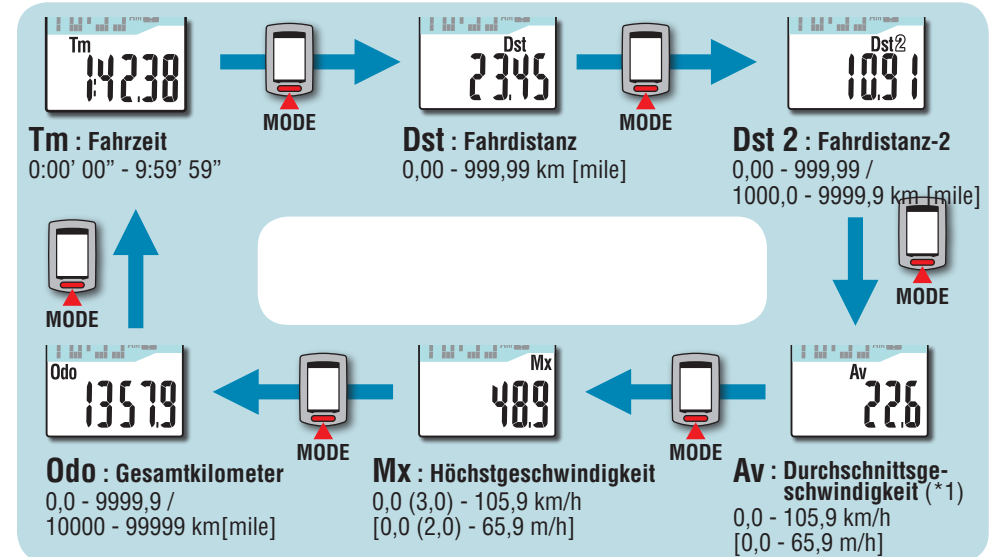 Tm
1:42.38
MODE
Dst
23.45
MODE
Dst2
10.91
Tm : Fahrzeit
0:00’ 00” - 9:59’ 59”
Dst : Fahrdistanz
0,00 - 999,99 km [mile]
Dst 2 : Fahrdistanz-2
0,00 - 999,99 /
1000,0 - 9999,9 km [mile]
MODE
MODE
Odo
1357.9
MODE
Mx
48.9
MODE
Av
22.6
Odo : Gesamtkilometer
0,0 - 9999,9 /
10000 - 99999 km[mile]
Mx : Höchstgeschwindigkeit
0,0 (3,0) - 105,9 km/h
[0,0 (2,0) - 65,9 m/h]
Av : Durchschnittsge-
schwindigkeit (*1)
0,0 - 105,9 km/h
[0,0 - 65,9 m/h]